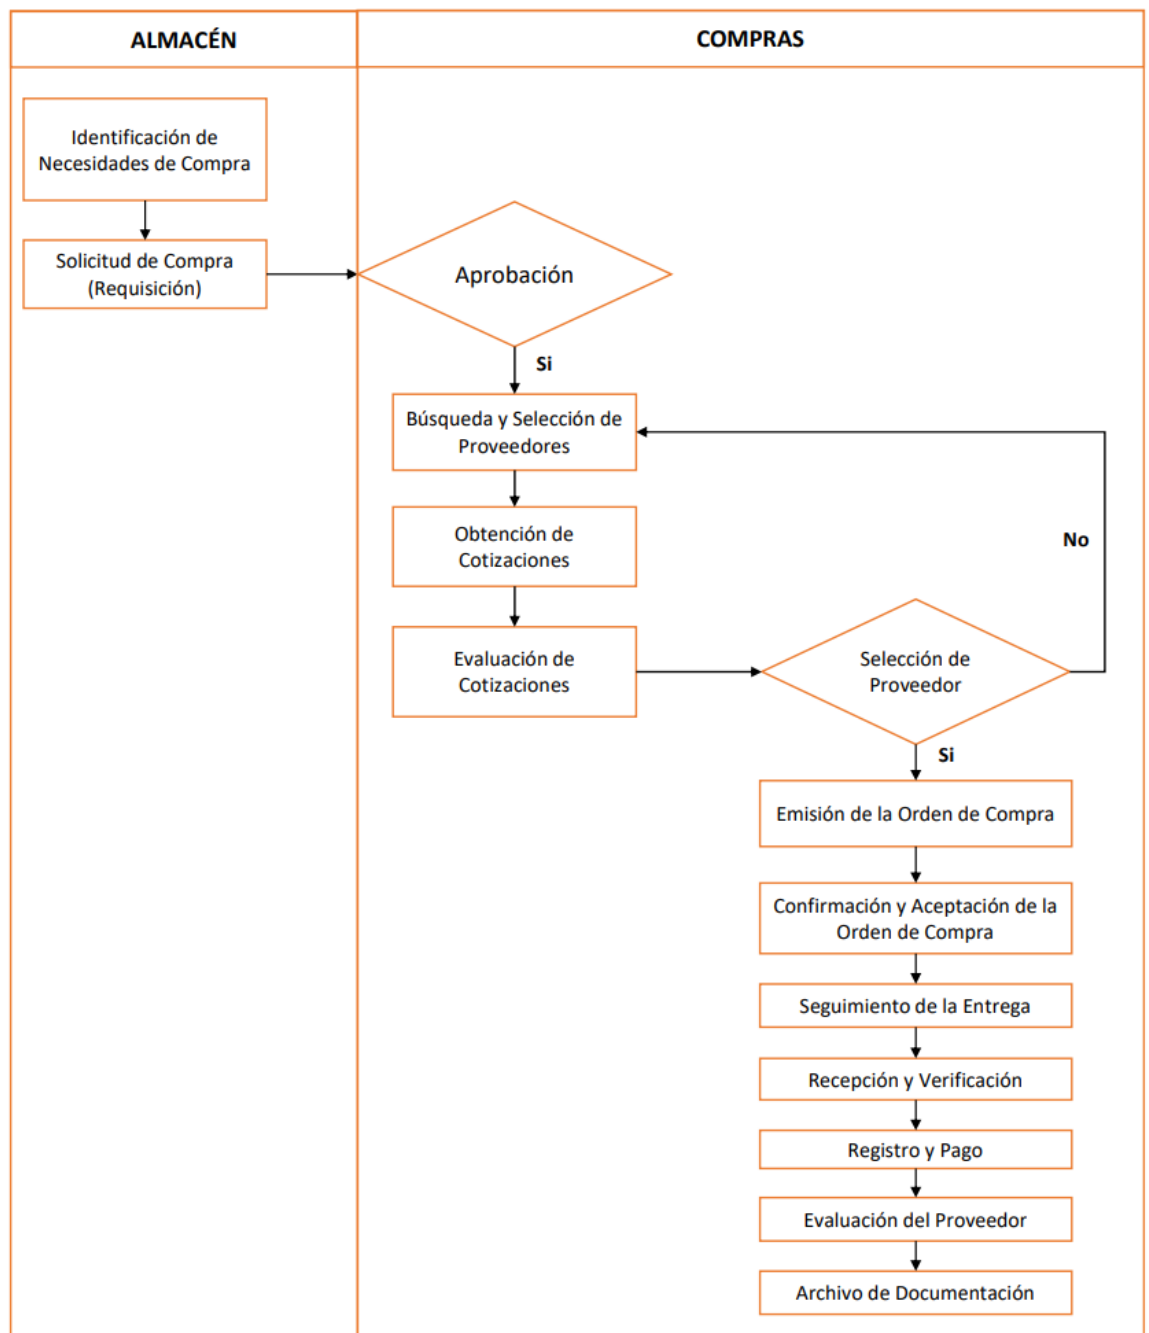 ALMACÉN
COMPRAS
Identificación de
Necesidades de Compra
Solicitud de Compra
(Requisición)
Aprobación
Si
Búsqueda y Selección de
Proveedores
Obtención de
Cotizaciones
No
Evaluación de
Cotizaciones
Selección de
Proveedor
Si
Emisión de la Orden de Compra
Confirmación y Aceptación de la
Orden de Compra
Seguimiento de la Entrega
Recepción y Verificación
Registro y Pago
Evaluación del Proveedor
Archivo de Documentación